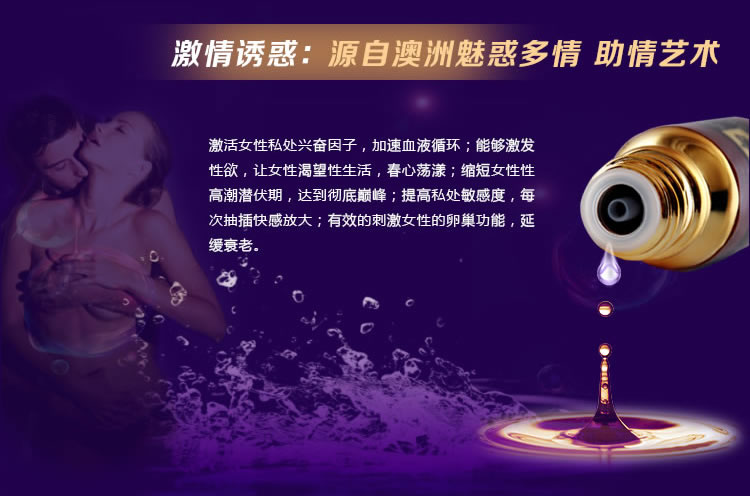 激情诱惑：源自澳洲魅惑多情 助情艺术
激活女性私处兴奋因子，加速血液循环；能够激发
性欲，让女性渴望性生活，春心荡漾；缩短女性性
高潮潜伏期，达到彻底巅峰；提高私处敏感度，每
次抽插快感放大；有效的刺激女性的卵巢功能，延
缓衰老。